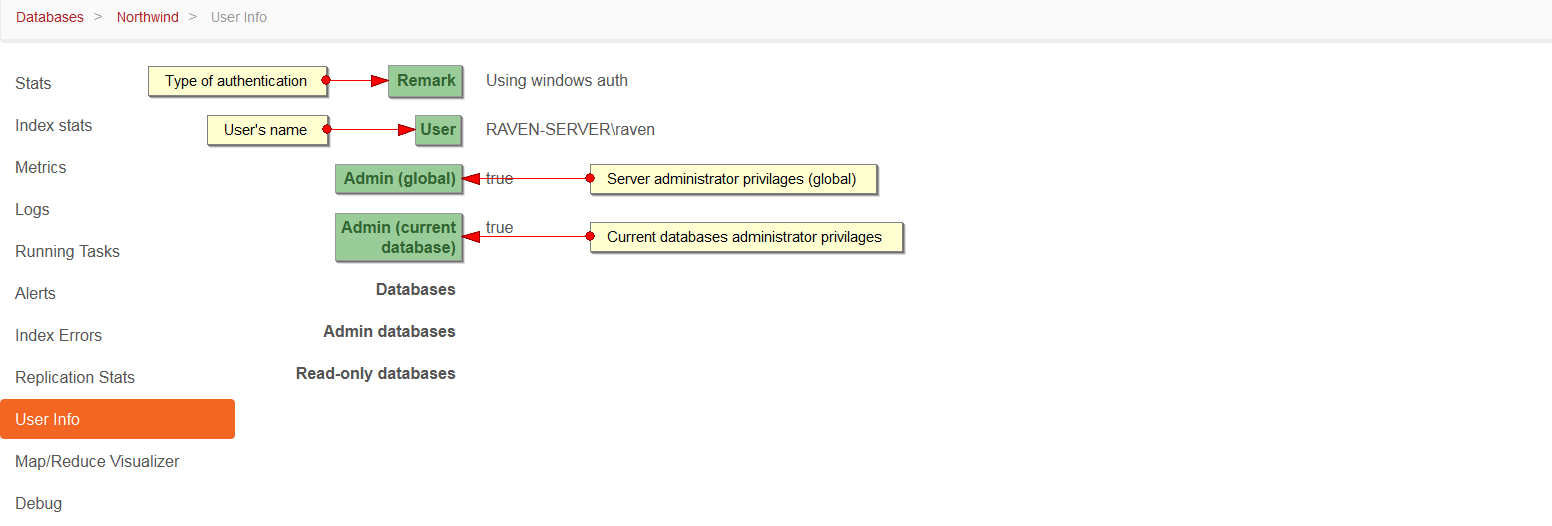 Databases > Northwind > User Info
Stats
Index stats
Metrics
Logs
Running Tasks
Alerts
Index Errors
Replication Stats
User Info
Map/Reduce Visualizer
Debug
Type of authentication
Remark
Using windows auth
User's name
User
RAVEN-SERVER\raven
Admin (global)
true
Server administrator privilages (global)
Admin (current
database)
true
Current databases administrator privilages
Databases
Admin databases
Read-only databases